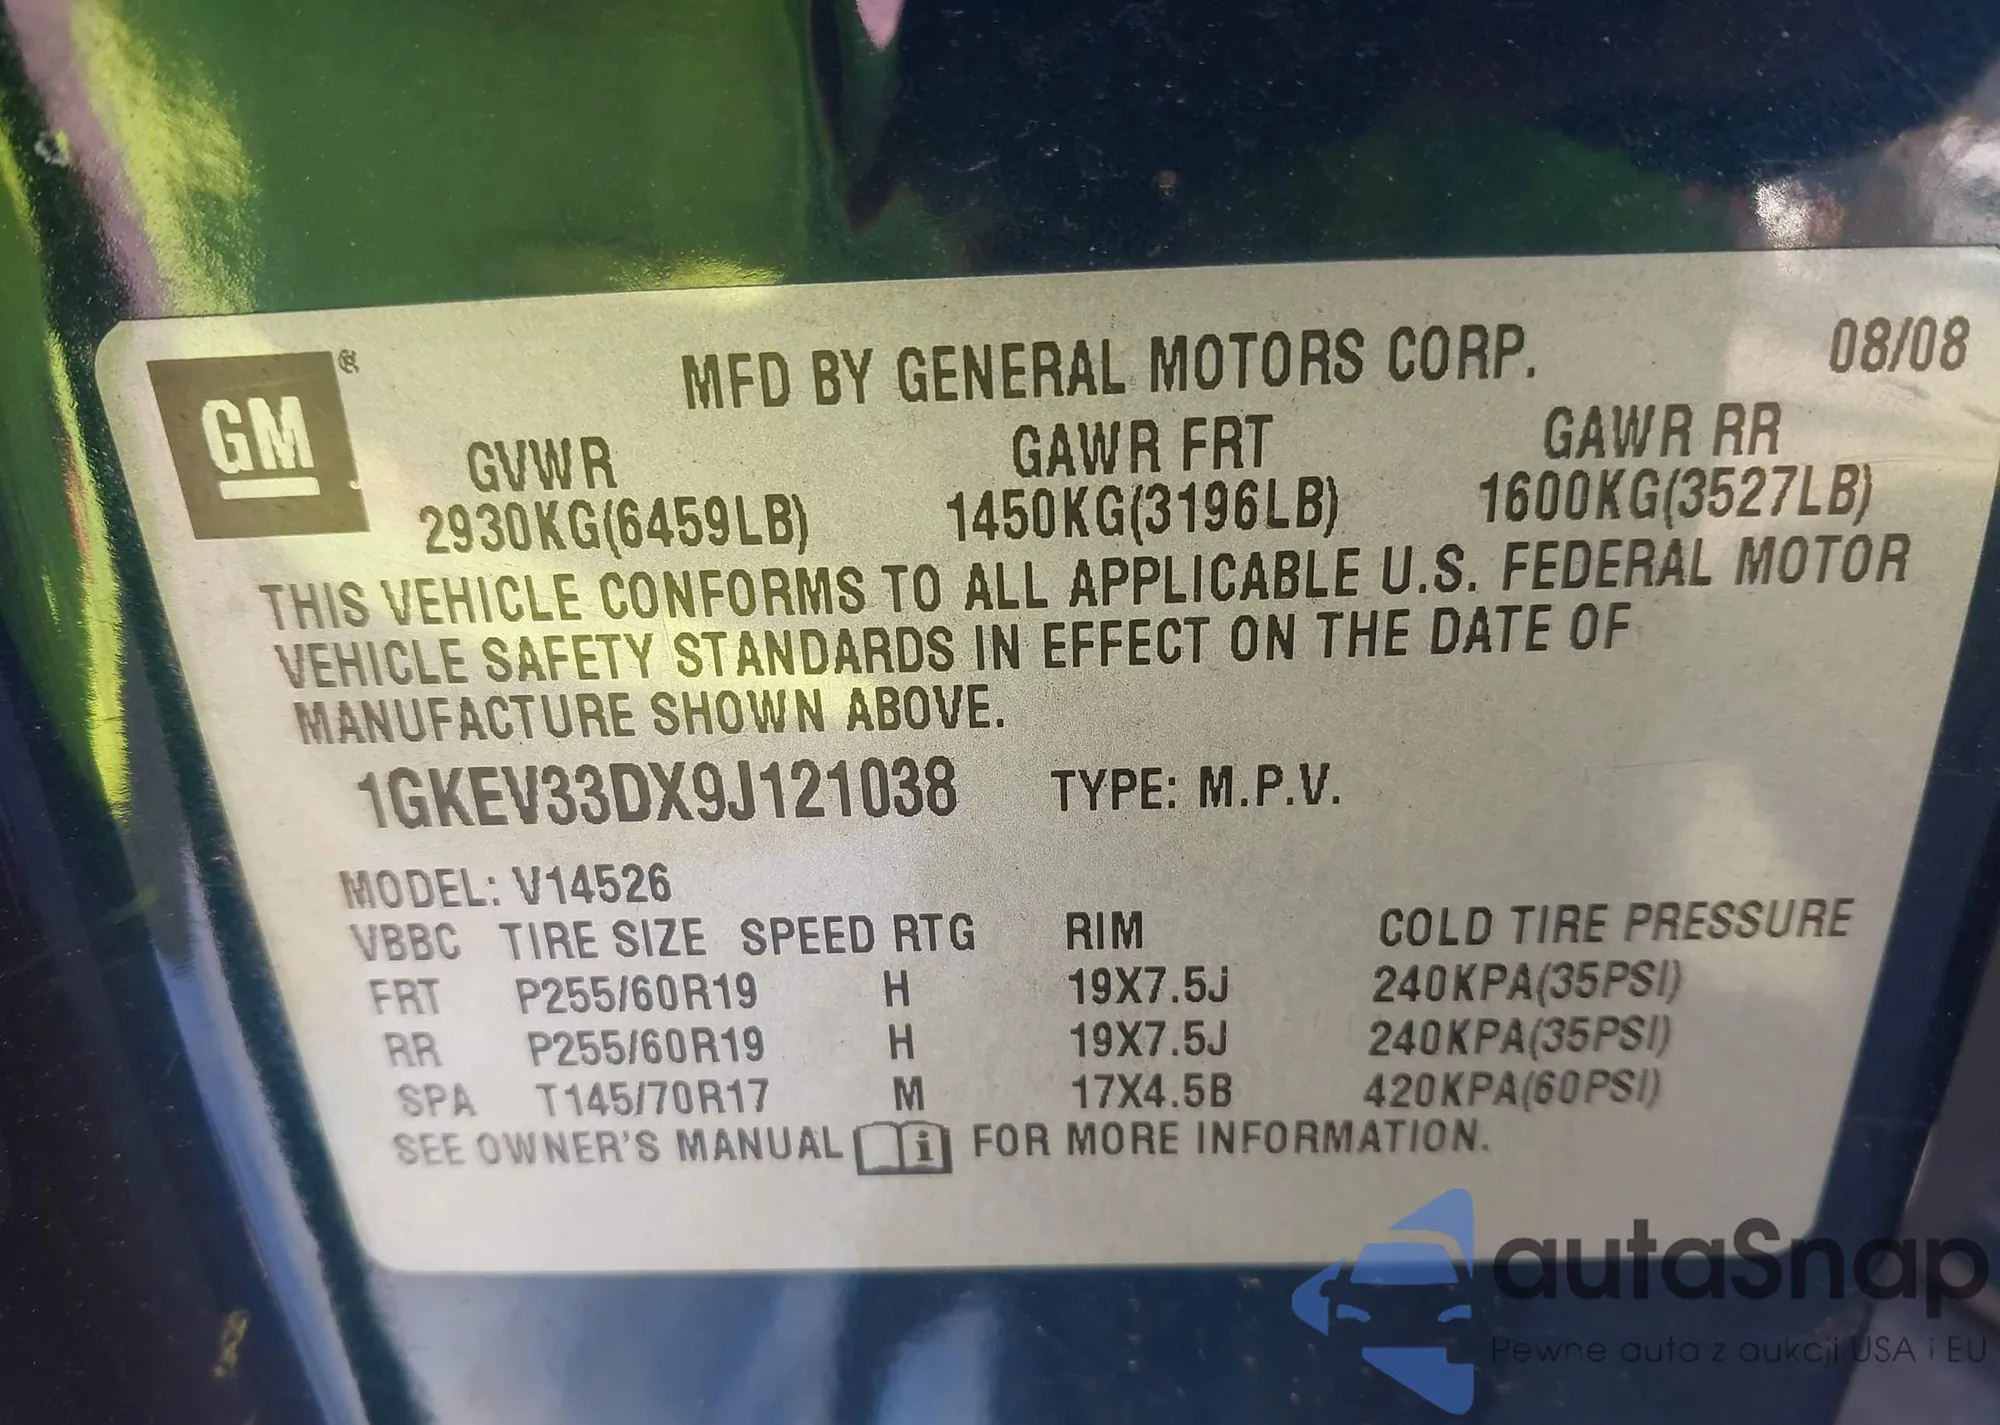 GM ®
MFD BY GENERAL MOTORS CORP. 08/08
GVWR GAWR FRT GAWR RR
2930KG(6459LB) 1450KG(3196LB) 1600KG(3527LB)
THIS VEHICLE CONFORMS TO ALL APPLICABLE U.S. FEDERAL MOTOR
VEHICLE SAFETY STANDARDS IN EFFECT ON THE DATE OF
MANUFACTURE SHOWN ABOVE.
1GKEV33DX9J121038 TYPE: M.P.V.
MODEL: V14526
VBBC TIRE SIZE SPEED RTG RIM COLD TIRE PRESSURE
FRT P255/60R19 H 19X7.5J 240KPA(35PSI)
RR P255/60R19 H 19X7.5J 240KPA(35PSI)
SPA T145/70R17 M 17X4.5B 420KPA(60PSI)
SEE OWNER'S MANUAL i FOR MORE INFORMATION.
autaSnap
Pewne auta z aukcji USA i EU